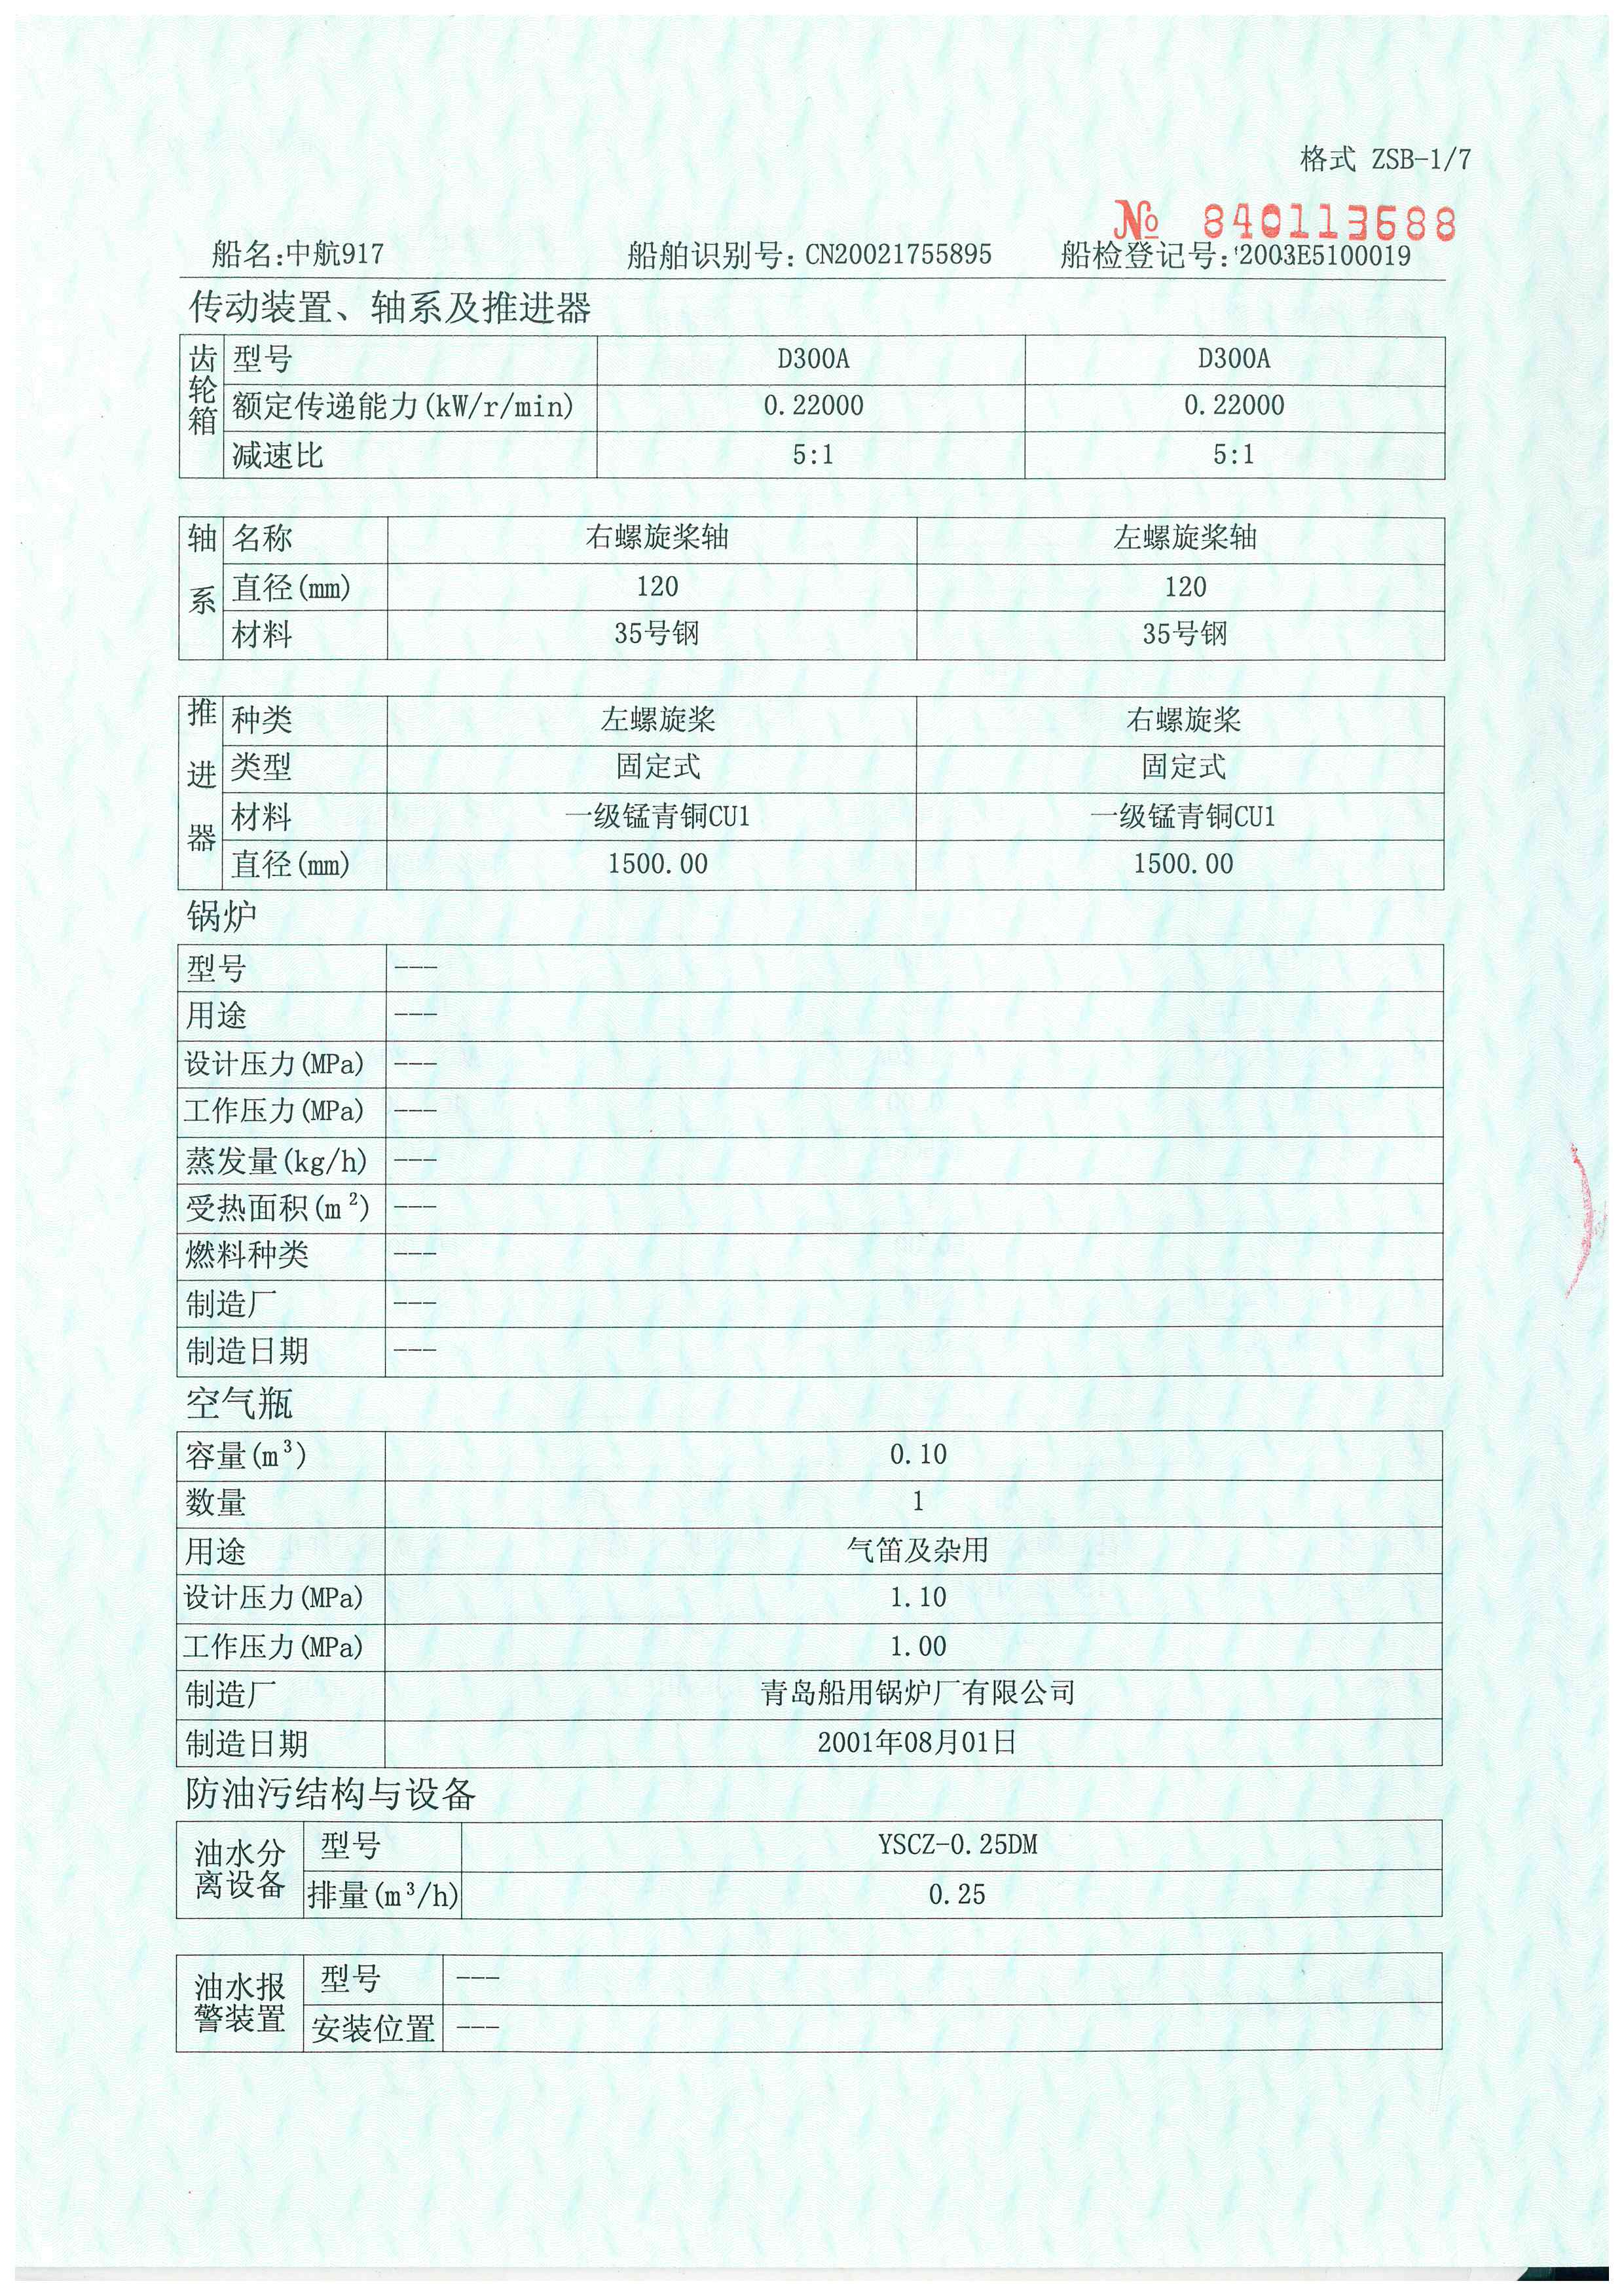 格式 ZSB-1/7
№ 840113688
船名:中航917 船舶识别号: CN20021755895 船检登记号: 2003E5100019
传动装置、轴系及推进器
齿轮箱
型号 D300A D300A
额定传递能力(kW/r/min) 0.22000 0.22000
减速比 5:1 5:1
轴系
名称 右螺旋桨轴 左螺旋桨轴
直径(mm) 120 120
材料 35号钢 35号钢
推进器
种类 左螺旋桨 右螺旋桨
类型 固定式 固定式
材料 一级锰青铜CU1 一级锰青铜CU1
直径(mm) 1500.00 1500.00
锅炉
型号 ---
用途 ---
设计压力(MPa) ---
工作压力(MPa) ---
蒸发量(kg/h) ---
受热面积(m²) ---
燃料种类 ---
制造厂 ---
制造日期 ---
空气瓶
容量(m³) 0.10
数量 1
用途 气笛及杂用
设计压力(MPa) 1.10
工作压力(MPa) 1.00
制造厂 青岛船用锅炉厂有限公司
制造日期 2001年08月01日
防油污结构与设备
油水分离设备
型号 YSCZ-0.25DM
排量(m³/h) 0.25
油水报警装置
型号 ---
安装位置 ---